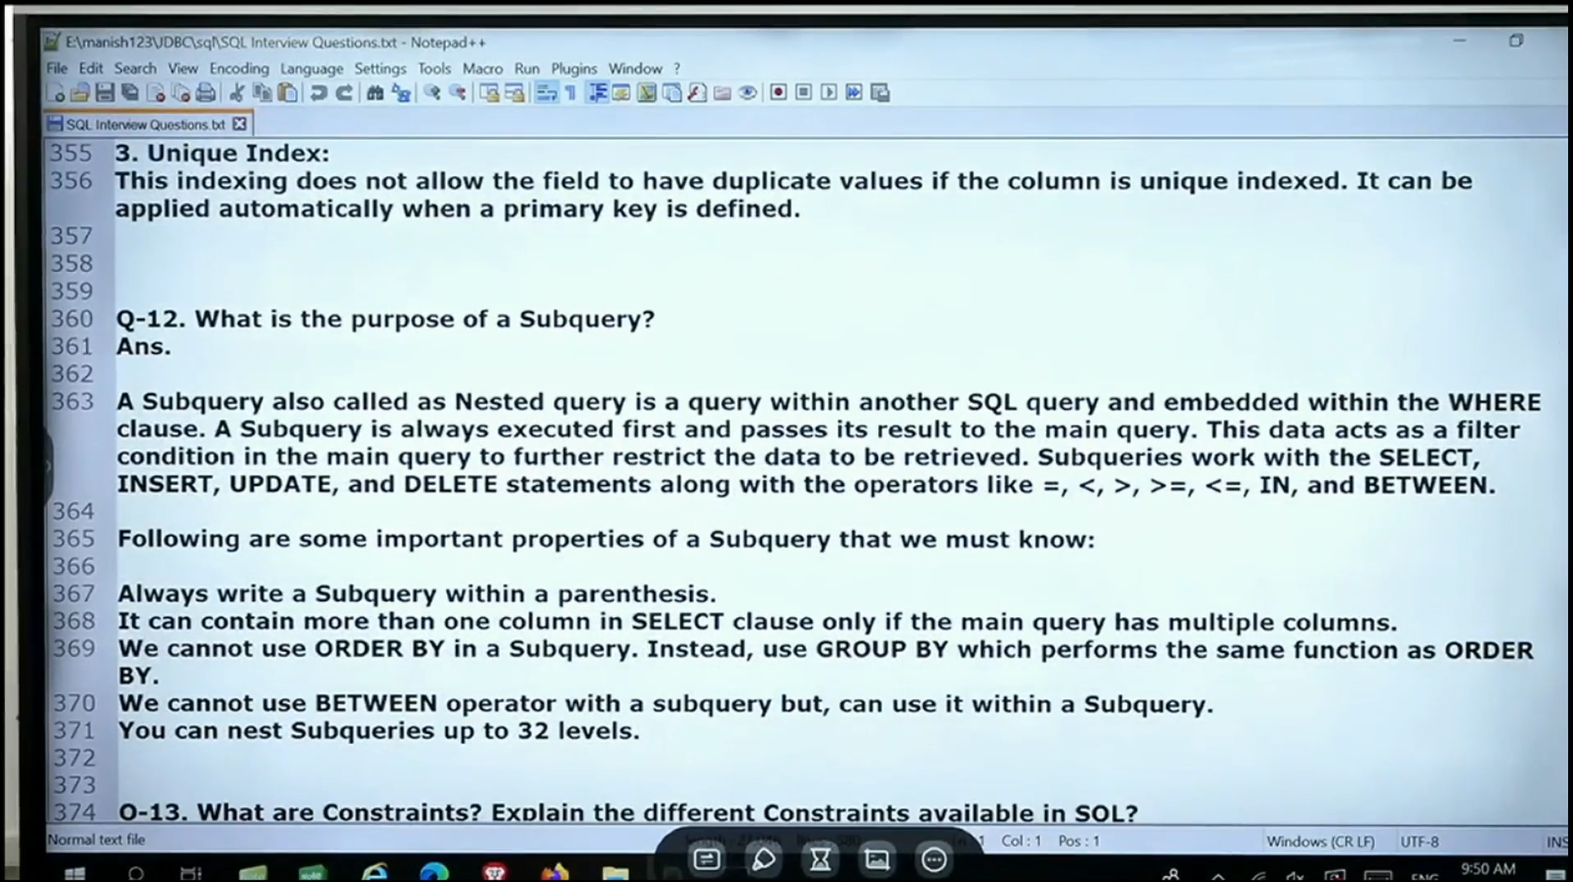 E:\manish123\JDBC\sql\SQL Interview Questions.txt - Notepad++
File Edit Search View Encoding Language Settings Tools Macro Run Plugins Window ?
SQL Interview Questions.txt
355 3. Unique Index:
356 This indexing does not allow the field to have duplicate values if the column is unique indexed. It can be
applied automatically when a primary key is defined.
357
358
359
360 Q-12. What is the purpose of a Subquery?
361 Ans.
362
363 A Subquery also called as Nested query is a query within another SQL query and embedded within the WHERE
clause. A Subquery is always executed first and passes its result to the main query. This data acts as a filter
condition in the main query to further restrict the data to be retrieved. Subqueries work with the SELECT,
INSERT, UPDATE, and DELETE statements along with the operators like =, <, >, >=, <=, IN, and BETWEEN.
364
365 Following are some important properties of a Subquery that we must know:
366
367 Always write a Subquery within a parenthesis.
368 It can contain more than one column in SELECT clause only if the main query has multiple columns.
369 We cannot use ORDER BY in a Subquery. Instead, use GROUP BY which performs the same function as ORDER
BY.
370 We cannot use BETWEEN operator with a subquery but, can use it within a Subquery.
371 You can nest Subqueries up to 32 levels.
372
373
374 Q-13. What are Constraints? Explain the different Constraints available in SQL?
Normal text file Col : 1 Pos : 1 Windows (CR LF) UTF-8 INS
ENG 9:50 AM